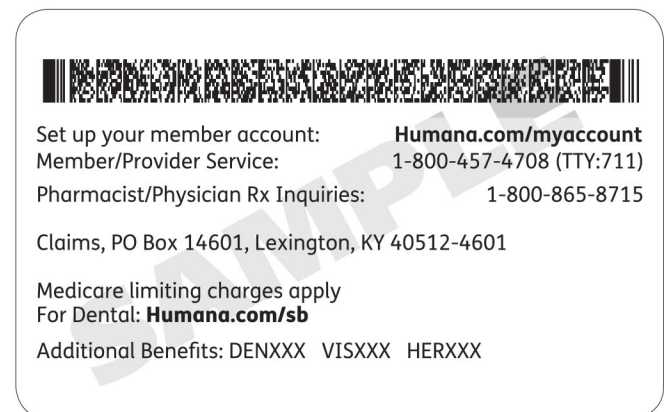 Set up your member account: Humana.com/myaccount
Member/Provider Service: 1-800-457-4708 (TTY:711)
Pharmacist/Physician Rx Inquiries: 1-800-865-8715
Claims, PO Box 14601, Lexington, KY 40512-4601
Medicare limiting charges apply
For Dental: Humana.com/sb
Additional Benefits: DENXXX VISXXX HERXXX
SAMPLE